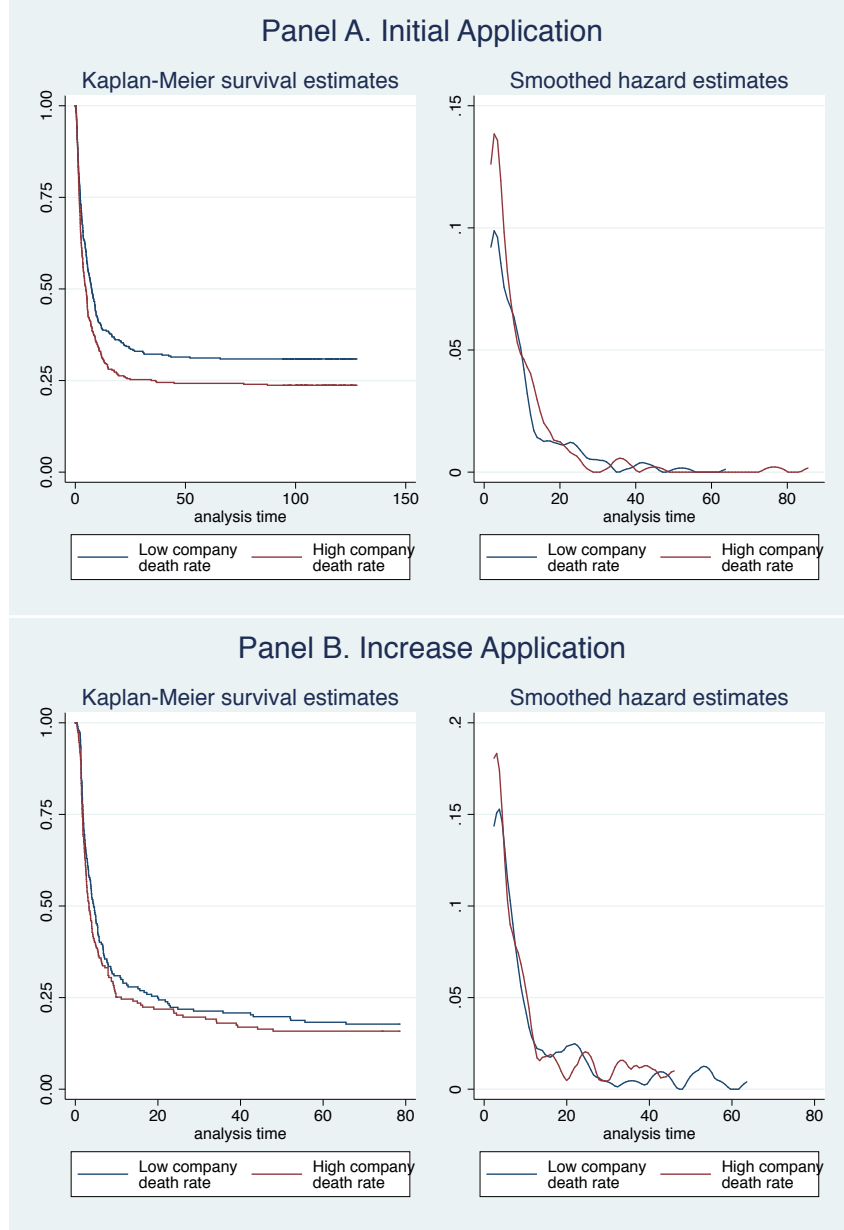 Panel A. Initial Application
Kaplan-Meier survival estimates
1.00
0.75
0.50
0.25
0.00
0 50 100 150
analysis time
Low company
death rate
High company
death rate
Smoothed hazard estimates
.15
.1
.05
0
0 20 40 60 80
analysis time
Low company
death rate
High company
death rate
Panel B. Increase Application
Kaplan-Meier survival estimates
1.00
0.75
0.50
0.25
0.00
0 20 40 60 80
analysis time
Low company
death rate
High company
death rate
Smoothed hazard estimates
.2
.15
.1
.05
0
0 20 40 60 80
analysis time
Low company
death rate
High company
death rate